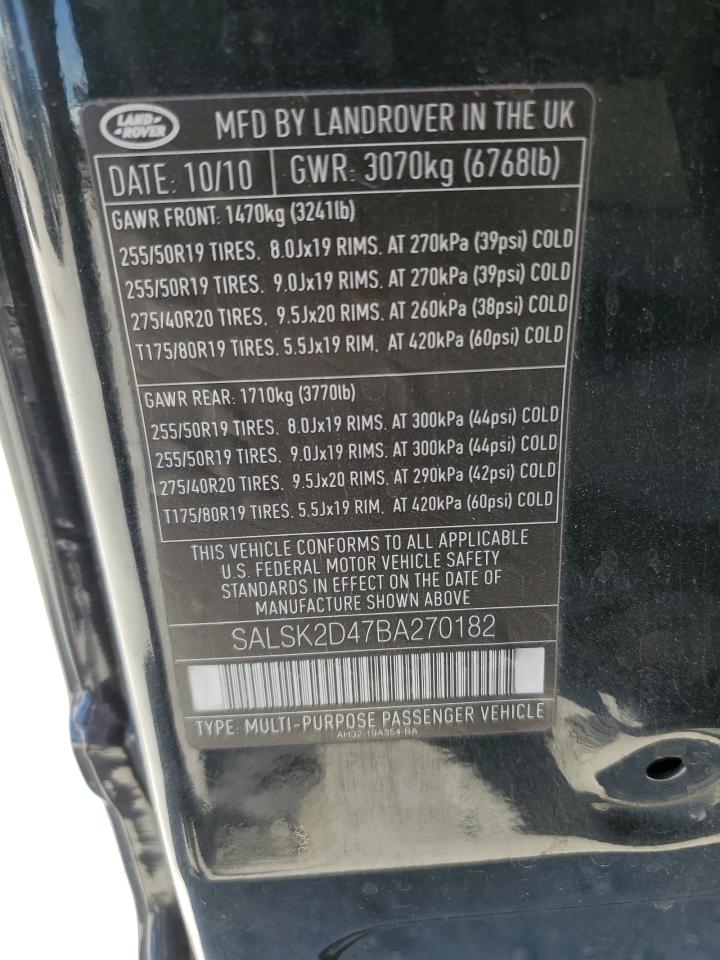 LAND
ROVER
MFD BY LANDROVER IN THE UK
DATE: 10/10 GWR: 3070kg (6768lb)
GAWR FRONT: 1470kg (3241lb)
255/50R19 TIRES. 8.0Jx19 RIMS. AT 270kPa (39psi) COLD
255/50R19 TIRES. 9.0Jx19 RIMS. AT 270kPa (39psi) COLD
275/40R20 TIRES. 9.5Jx20 RIMS. AT 260kPa (38psi) COLD
T175/80R19 TIRES. 5.5Jx19 RIM. AT 420kPa (60psi) COLD
GAWR REAR: 1710kg (3770lb)
255/50R19 TIRES. 8.0Jx19 RIMS. AT 300kPa (44psi) COLD
255/50R19 TIRES. 9.0Jx19 RIMS. AT 300kPa (44psi) COLD
275/40R20 TIRES. 9.5Jx20 RIMS. AT 290kPa (42psi) COLD
T175/80R19 TIRES. 5.5Jx19 RIM. AT 420kPa (60psi) COLD
THIS VEHICLE CONFORMS TO ALL APPLICABLE
U.S. FEDERAL MOTOR VEHICLE SAFETY
STANDARDS IN EFFECT ON THE DATE OF
MANUFACTURE SHOWN ABOVE
SALSK2D47BA270182
TYPE: MULTI-PURPOSE PASSENGER VEHICLE
AH32-19A354-BA